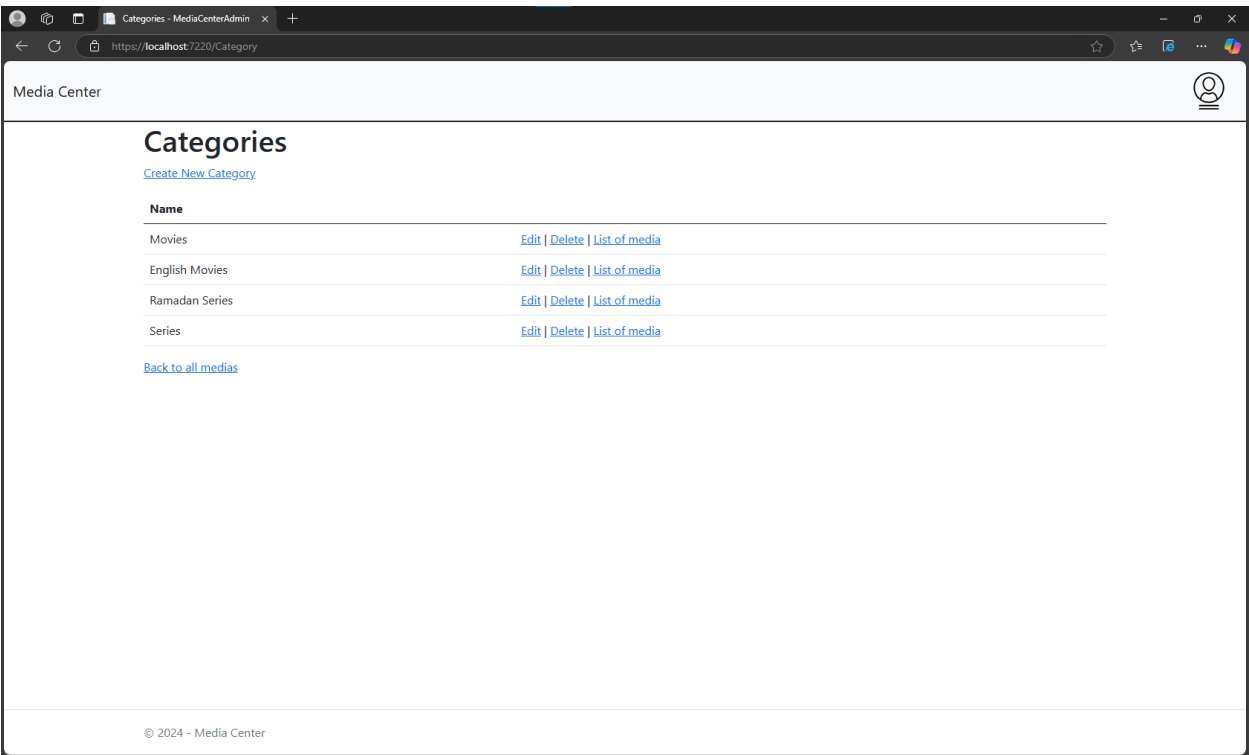 Categories - MediaCenterAdmin
https://localhost:7220/Category
Media Center
Categories
Create New Category
Name
Movies Edit | Delete | List of media
English Movies Edit | Delete | List of media
Ramadan Series Edit | Delete | List of media
Series Edit | Delete | List of media
Back to all medias
© 2024 - Media Center